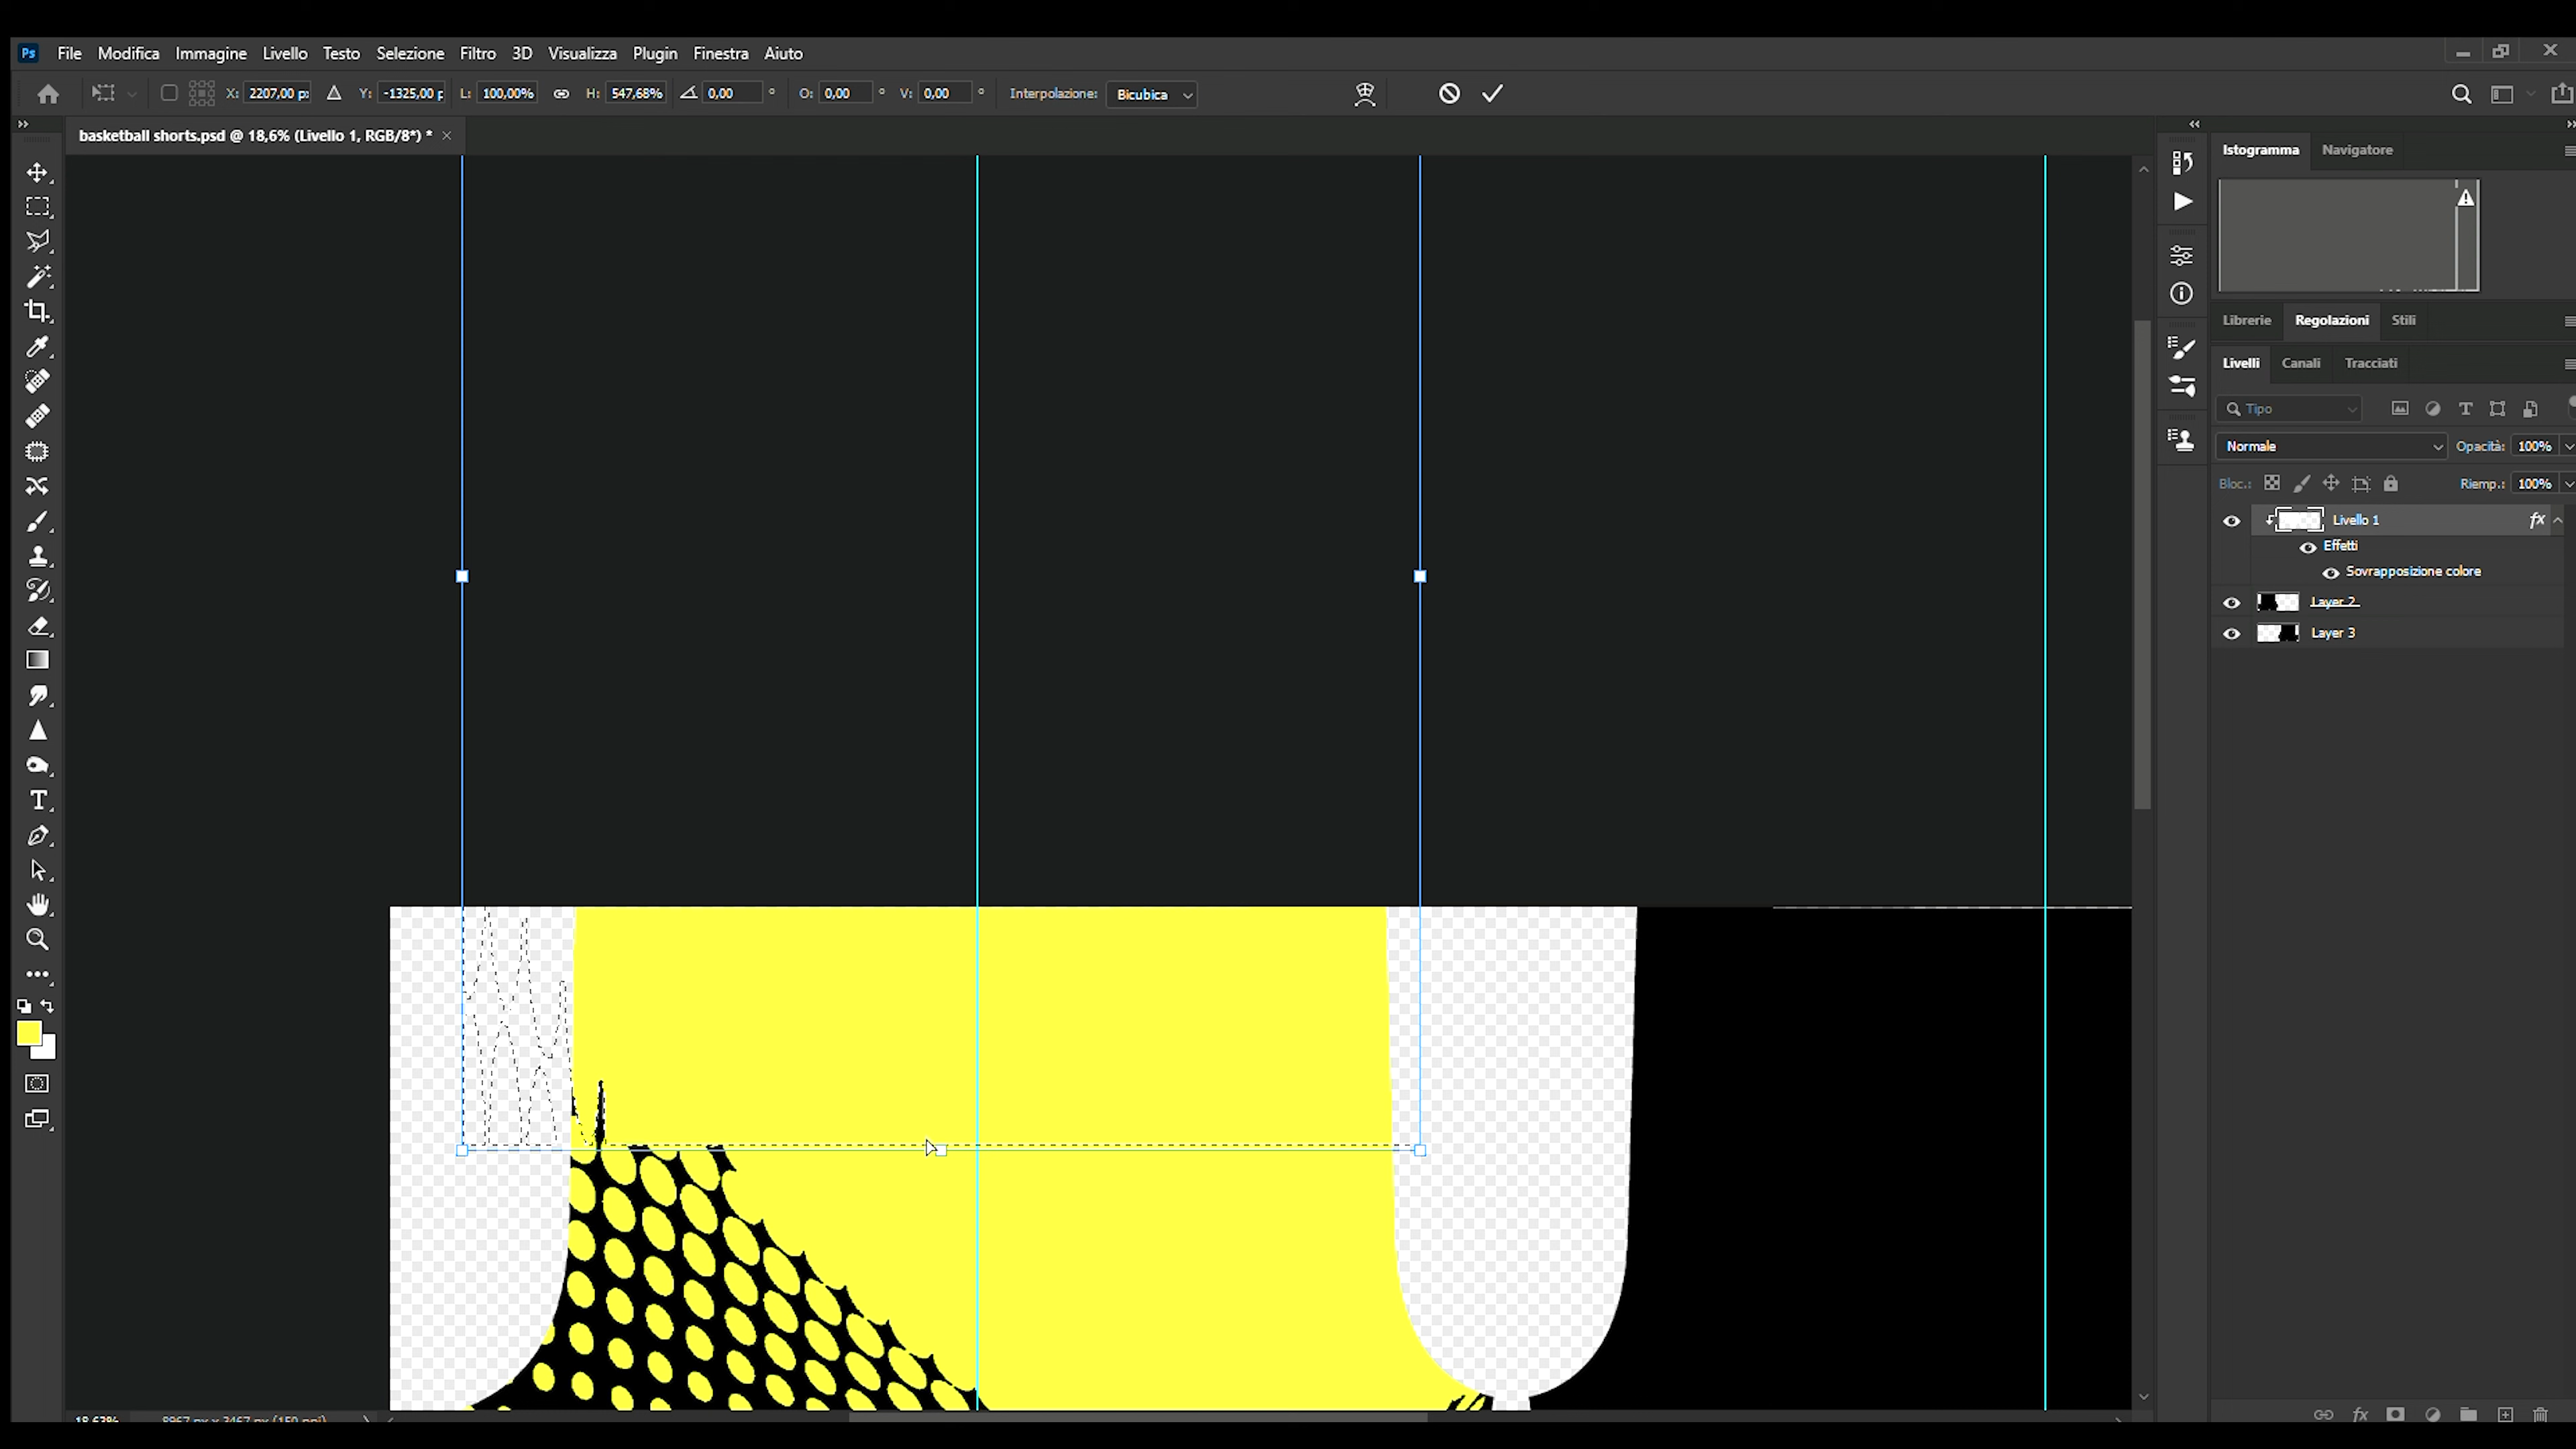 Ps File Modifica Immagine Livello Testo Selezione Filtro 3D Visualizza Plugin Finestra Aiuto
X: 2207,00 px Y: -1325,00 p L: 100,00% H: 547,68% 0,00 ° O: 0,00 ° V: 0,00 ° Interpolazione: Bicubica
basketball shorts.psd @ 18,6% (Livello 1, RGB/8*) * ×
Istogramma Navigatore
Librerie Regolazioni Stili
Livelli Canali Tracciati
Tipo
Normale Opacità: 100%
Bloc.: Riemp.: 100%
Livello 1 fx
Effetti
Sovrapposizione colore
Layer 2
Layer 3
18,63% 8967 px x 3467 px (150 ppi)